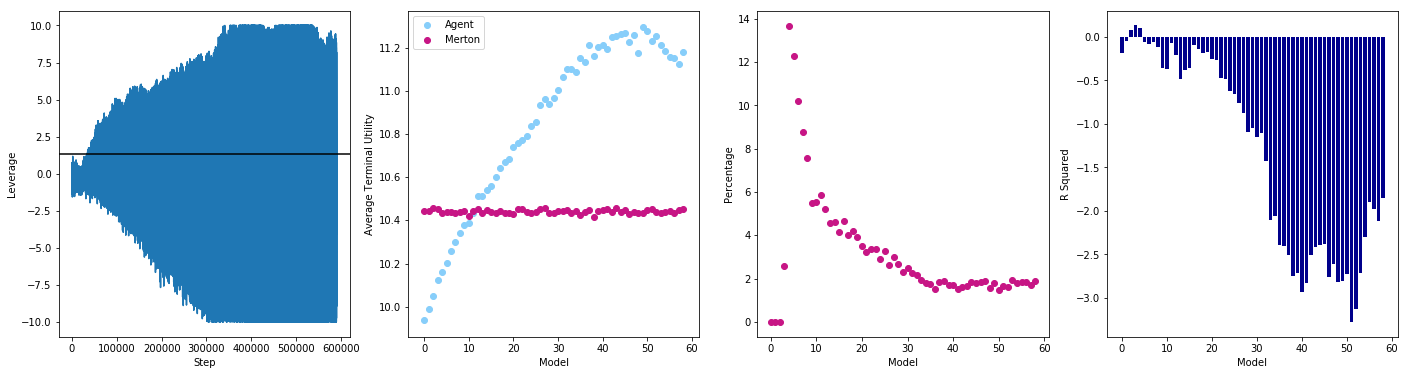 Leverage
10.0
7.5
5.0
2.5
0.0
−2.5
−5.0
−7.5
−10.0
0 100000 200000 300000 400000 500000 600000
Step
Average Terminal Utility
11.2
11.0
10.8
10.6
10.4
10.2
10.0
Agent
Merton
0 10 20 30 40 50 60
Model
Percentage
14
12
10
8
6
4
2
0
0 10 20 30 40 50 60
Model
R Squared
0.0
−0.5
−1.0
−1.5
−2.0
−2.5
−3.0
0 10 20 30 40 50 60
Model